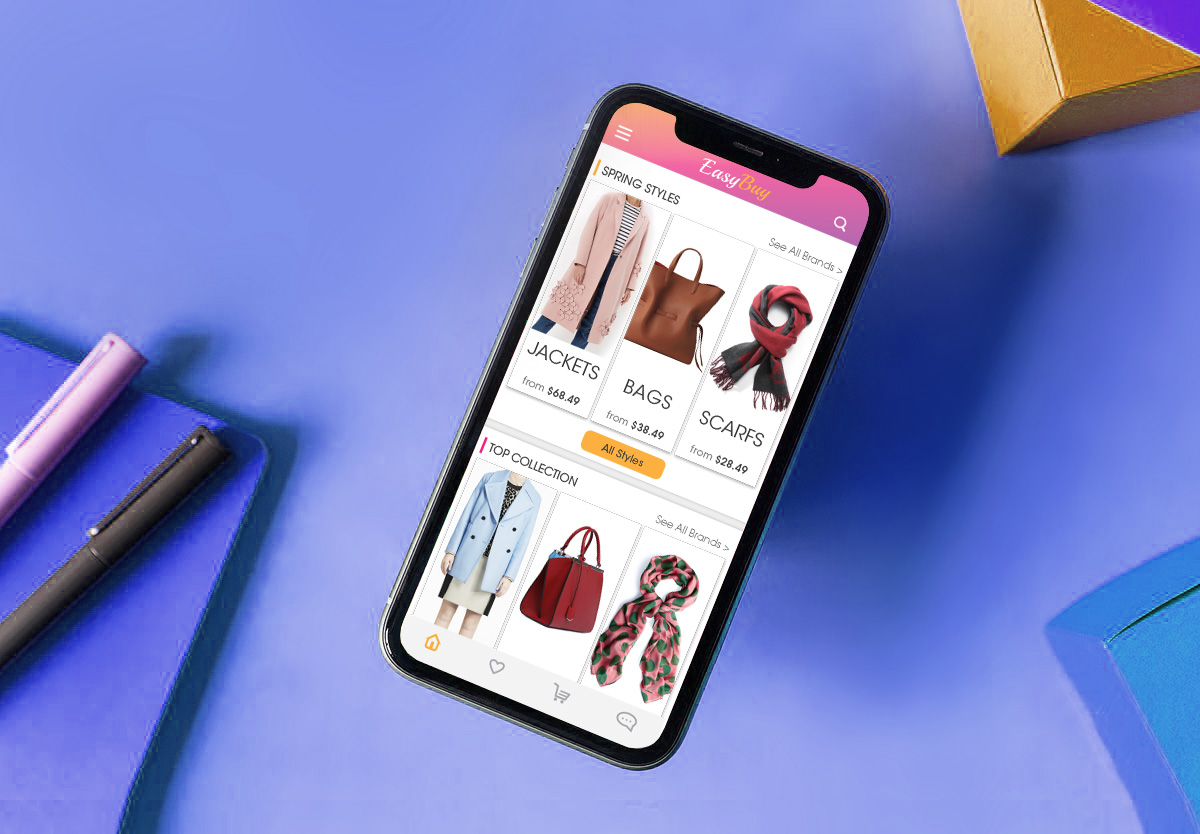 EasyBuy
SPRING STYLES
See All Brands >
JACKETS
from $68.49
BAGS
from $38.49
SCARFS
from $28.49
All Styles
TOP COLLECTION
See All Brands >